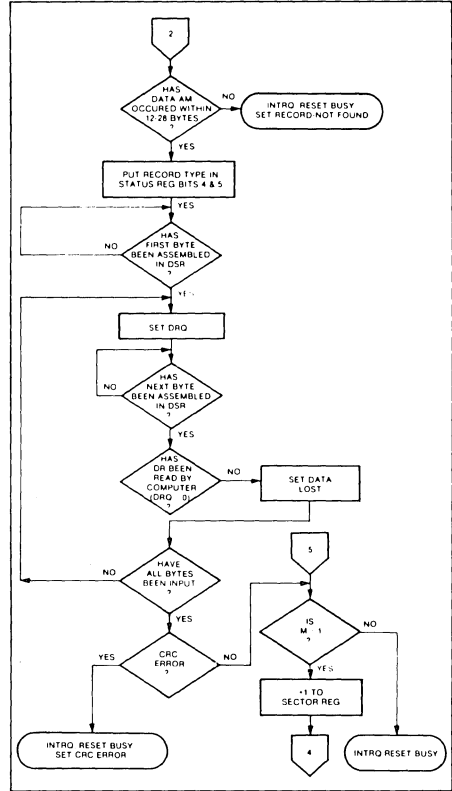 2
HAS
DATA AM
OCCURED WITHIN
12-28 BYTES
?
NO
INTRQ RESET BUSY
SET RECORD-NOT FOUND
YES
PUT RECORD TYPE IN
STATUS REG BITS 4 & 5
YES
NO
HAS
FIRST BYTE
BEEN ASSEMBLED
IN DSR
?
YES
SET DRQ
NO
HAS
NEXT BYTE
BEEN ASSEMBLED
IN DSR
?
YES
HAS
DR BEEN
READ BY
COMPUTER
(DRQ 0)
?
NO
SET DATA
LOST
NO
HAVE
ALL BYTES
BEEN INPUT
?
YES
5
IS
M 1
?
NO
YES
CRC
ERROR
?
NO
YES
+1 TO
SECTOR REG
4
INTRQ RESET BUSY
SET CRC ERROR
INTRQ RESET BUSY